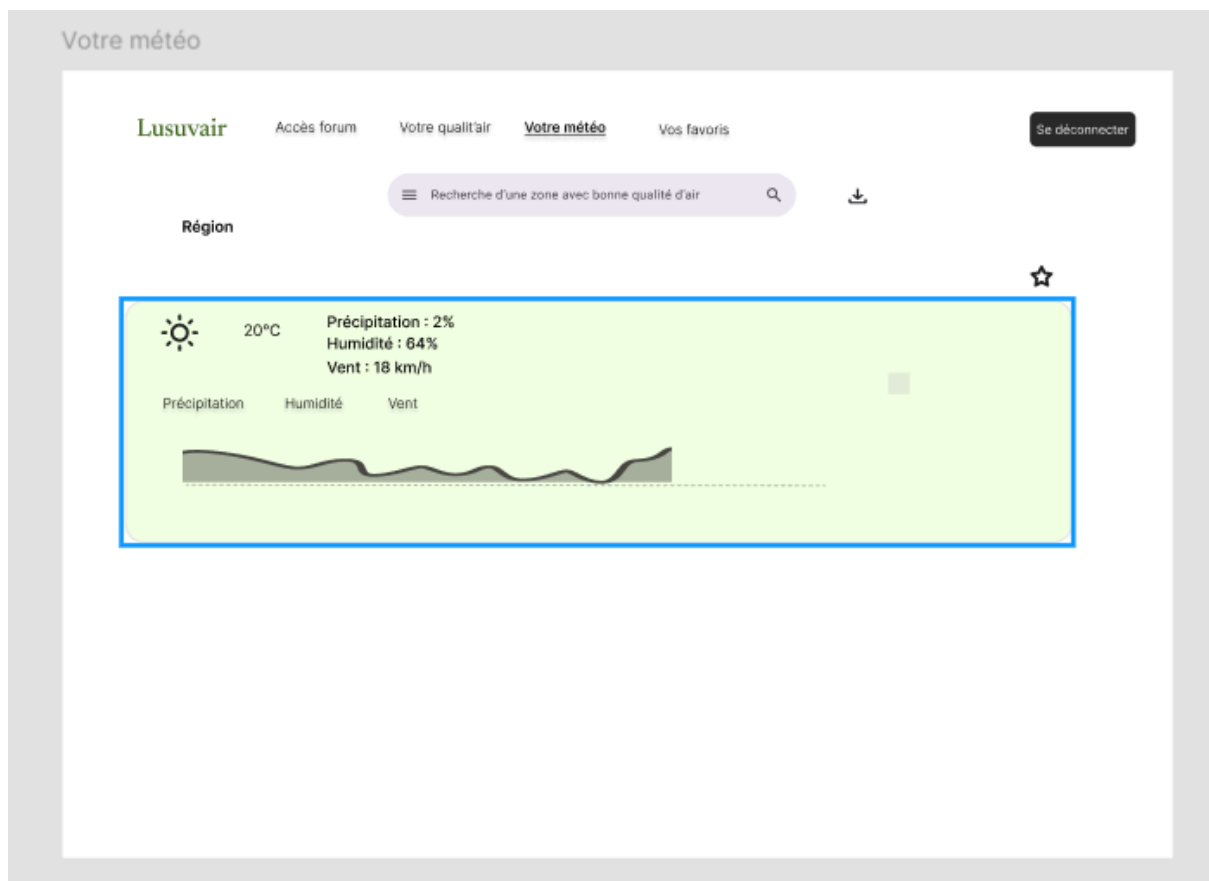 Votre météo
Lusuvair Accès forum Votre qualit'air Votre météo Vos favoris Se déconnecter
Recherche d'une zone avec bonne qualité d'air
Région
20°C
Précipitation : 2%
Humidité : 64%
Vent : 18 km/h
Précipitation Humidité Vent